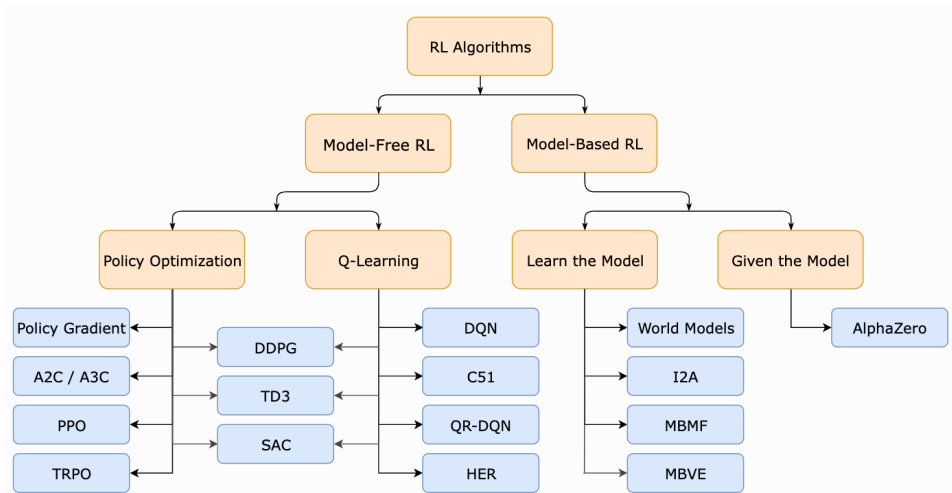 RL Algorithms
Model-Free RL
Model-Based RL
Policy Optimization
Q-Learning
Learn the Model
Given the Model
Policy Gradient
DQN
World Models
AlphaZero
DDPG
A2C / A3C
C51
I2A
TD3
PPO
QR-DQN
MBMF
SAC
TRPO
HER
MBVE